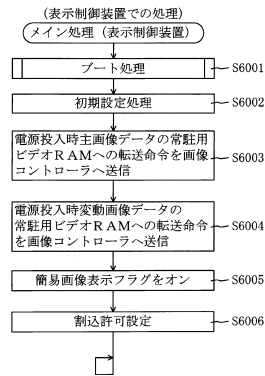 (表示制御装置での処理)
メイン処理(表示制御装置)
ブート処理
S6001
初期設定処理
S6002
電源投入時主画像データの常駐用
ビデオRAMへの転送命令を画像
コントローラへ送信
S6003
電源投入時変動画像データの
常駐用ビデオRAMへの転送命令
を画像コントローラへ送信
S6004
簡易画像表示フラグをオン
S6005
割込許可設定
S6006